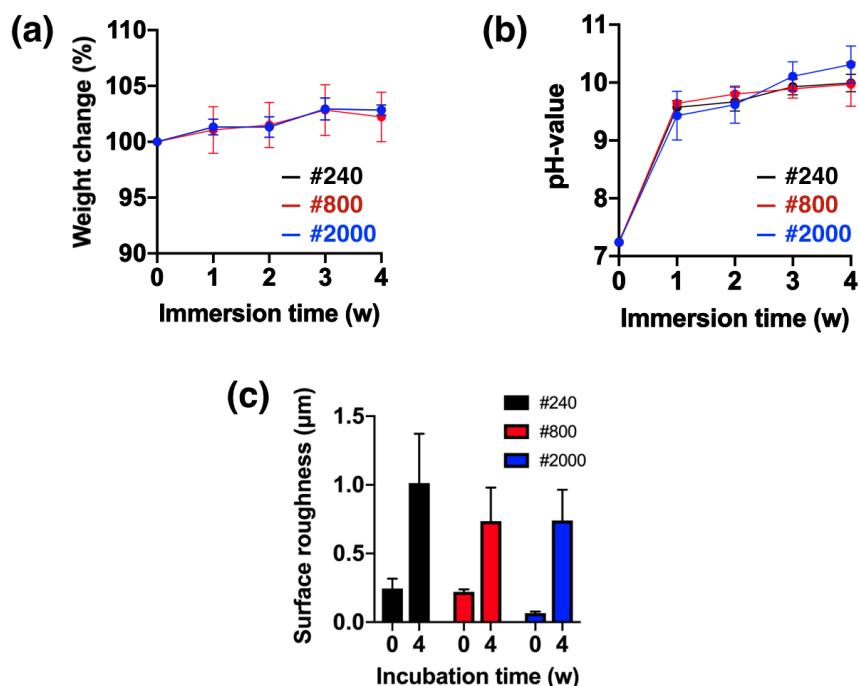 (a)
Weight change (%)
110
105
100
95
90
0 1 2 3 4
Immersion time (w)
#240
#800
#2000
(b)
pH-value
11
10
9
8
7
0 1 2 3 4
Immersion time (w)
#240
#800
#2000
(c)
Surface roughness (μm)
1.5
1.0
0.5
0.0
0 4 0 4 0 4
Incubation time (w)
#240
#800
#2000